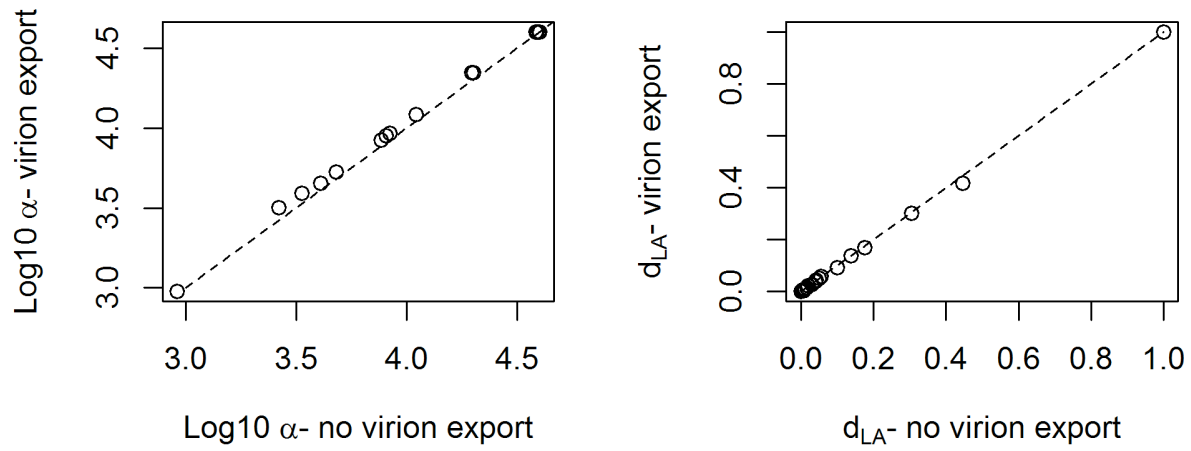 Log10 α- virion export
4.5
4.0
3.5
3.0
3.0 3.5 4.0 4.5
Log10 α- no virion export
d_LA- virion export
0.8
0.4
0.0
0.0 0.2 0.4 0.6 0.8 1.0
d_LA- no virion export